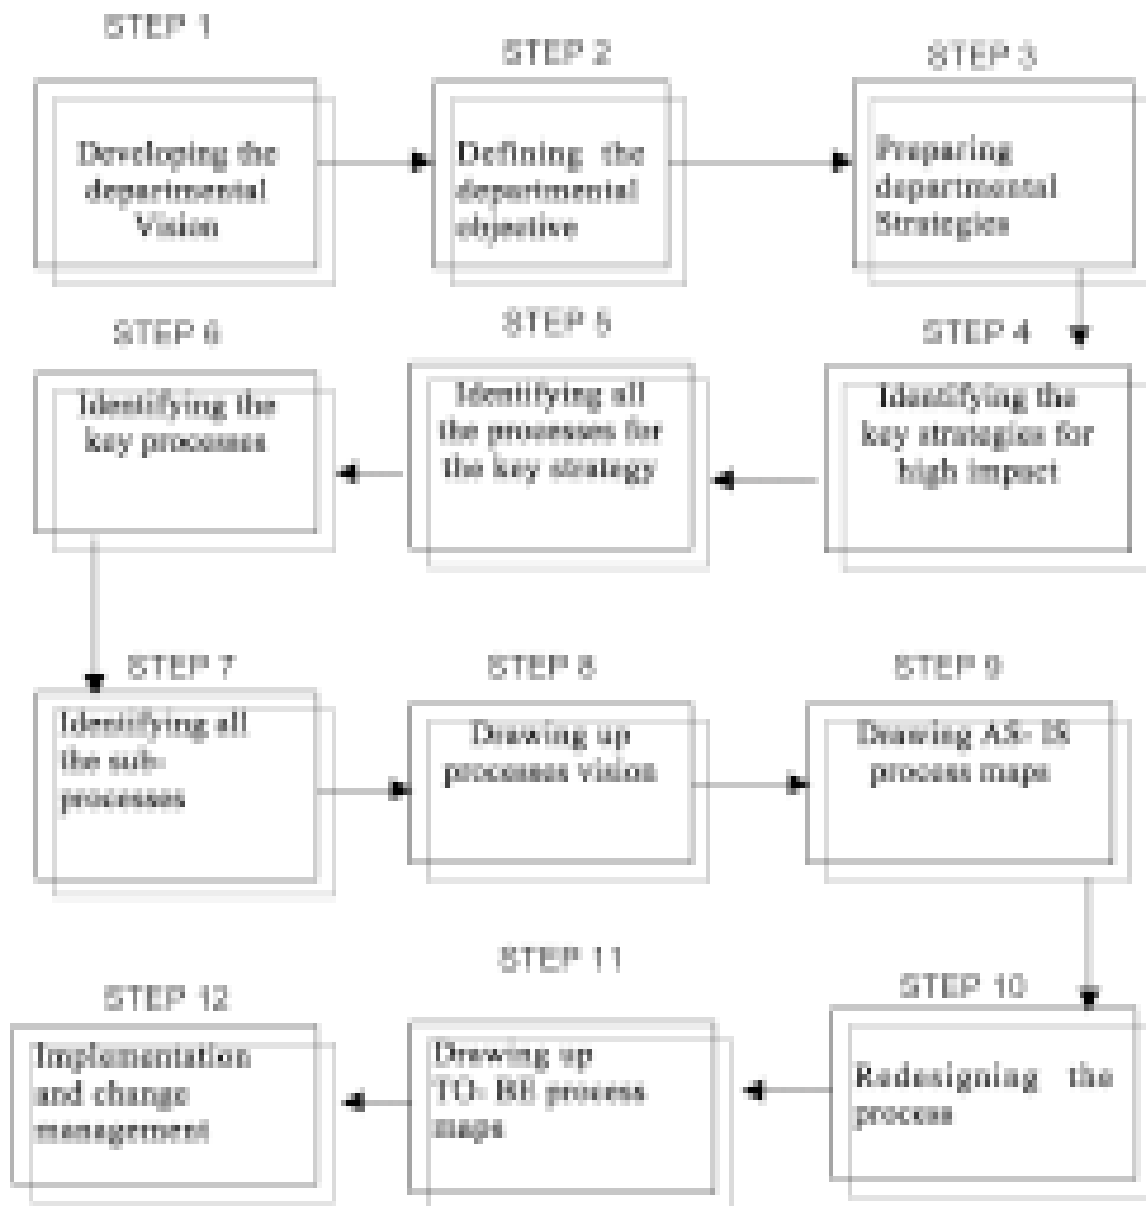 STEP 1
Developing the
departmental
Vision
STEP 2
Defining the
departmental
objective
STEP 3
Preparing
departmental
Strategies
STEP 4
Identifying the
key strategies for
high impact
STEP 5
Identifying all
the processes for
the key strategy
STEP 6
Identifying the
key processes
STEP 7
Identifying all
the sub-
processes
STEP 8
Drawing up
processes vision
STEP 9
Drawing AS- IS
process maps
STEP 10
Redesigning the
process
STEP 11
Drawing up
TO- BE process
maps
STEP 12
Implementation
and change
management